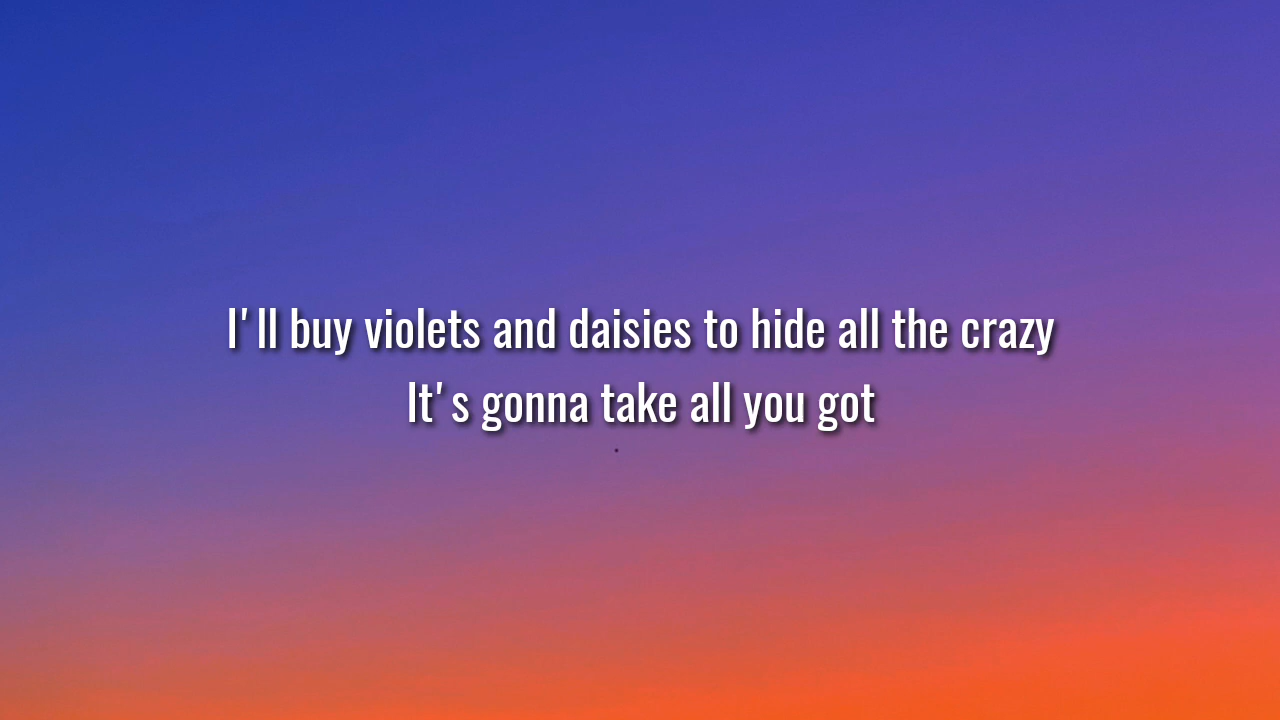 I'll buy violets and daisies to hide all the crazy
It's gonna take all you got